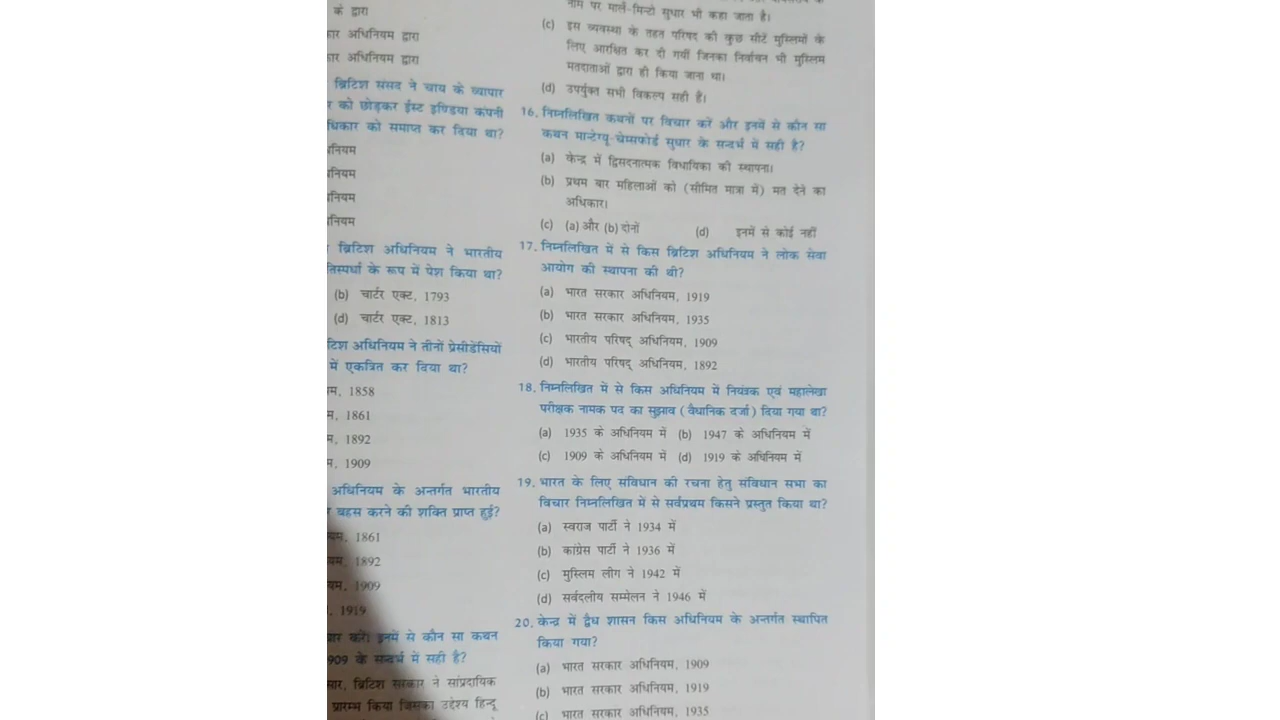 के द्वारा
कार अधिनियम द्वारा
कार अधिनियम द्वारा
ब्रिटिश संसद ने चाय के व्यापार
र को छोड़कर ईस्ट इण्डिया कंपनी
धिकार को समाप्त कर दिया था?
धिनियम
धिनियम
धिनियम
धिनियम
ब्रिटिश अधिनियम ने भारतीय
तिस्पर्धा के रूप में पेश किया था?
(b) चार्टर एक्ट, 1793
(d) चार्टर एक्ट, 1813
टिश अधिनियम ने तीनों प्रेसीडेंसियों
में एकत्रित कर दिया था?
म, 1858
म, 1861
म, 1892
म, 1909
अधिनियम के अन्तर्गत भारतीय
बहस करने की शक्ति प्राप्त हुई?
यम, 1861
यम, 1892
यम, 1909
, 1919
इनमें से कौन सा कथन
909 के सन्दर्भ में सही है?
सार, ब्रिटिश सरकार ने सांप्रदायिक
प्रारम्भ किया जिसका उद्देश्य हिन्दू
नाम पर मार्ले-मिन्टो सुधार भी कहा जाता है।
(c) इस व्यवस्था के तहत परिषद की कुछ सीटें मुस्लिमों के
लिए आरक्षित कर दी गयीं जिनका निर्वाचन भी मुस्लिम
मतदाताओं द्वारा ही किया जाना था।
(d) उपर्युक्त सभी विकल्प सही हैं।
16. निम्नलिखित कथनों पर विचार करें और इनमें से कौन सा
कथन मान्टेग्यू-चेम्सफोर्ड सुधार के सन्दर्भ में सही है?
(a) केन्द्र में द्विसदनात्मक विधायिका की स्थापना।
(b) प्रथम बार महिलाओं को (सीमित मात्रा में) मत देने का
अधिकार।
(c) (a) और (b) दोनों (d) इनमें से कोई नहीं
17. निम्नलिखित में से किस ब्रिटिश अधिनियम ने लोक सेवा
आयोग की स्थापना की थी?
(a) भारत सरकार अधिनियम, 1919
(b) भारत सरकार अधिनियम, 1935
(c) भारतीय परिषद् अधिनियम, 1909
(d) भारतीय परिषद् अधिनियम, 1892
18. निम्नलिखित में से किस अधिनियम में नियंत्रक एवं महालेखा
परीक्षक नामक पद का सुझाव (वैधानिक दर्जा) दिया गया था?
(a) 1935 के अधिनियम में (b) 1947 के अधिनियम में
(c) 1909 के अधिनियम में (d) 1919 के अधिनियम में
19. भारत के लिए संविधान की रचना हेतु संविधान सभा का
विचार निम्नलिखित में से सर्वप्रथम किसने प्रस्तुत किया था?
(a) स्वराज पार्टी ने 1934 में
(b) कांग्रेस पार्टी ने 1936 में
(c) मुस्लिम लीग ने 1942 में
(d) सर्वदलीय सम्मेलन ने 1946 में
20. केन्द्र में द्वैध शासन किस अधिनियम के अन्तर्गत स्थापित
किया गया?
(a) भारत सरकार अधिनियम, 1909
(b) भारत सरकार अधिनियम, 1919
(c) भारत सरकार अधिनियम, 1935